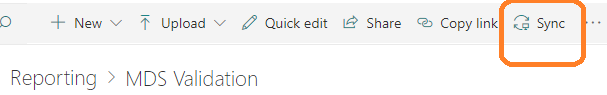 New Upload Quick edit Share Copy link Sync ...
Reporting > MDS Validation